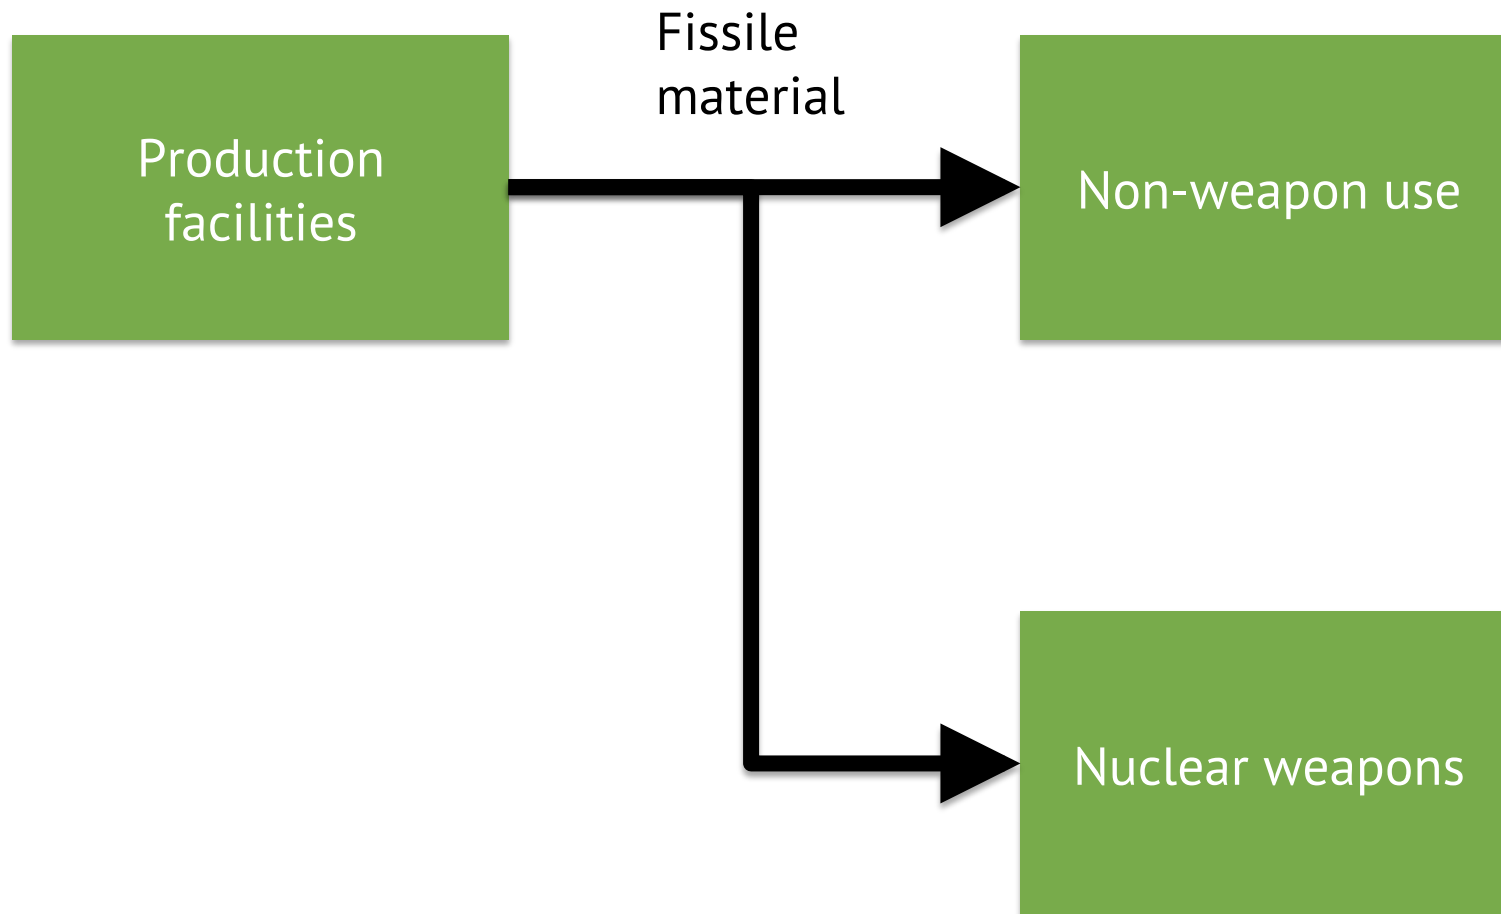 Fissile
material
Production
facilities
Non-weapon use
Nuclear weapons